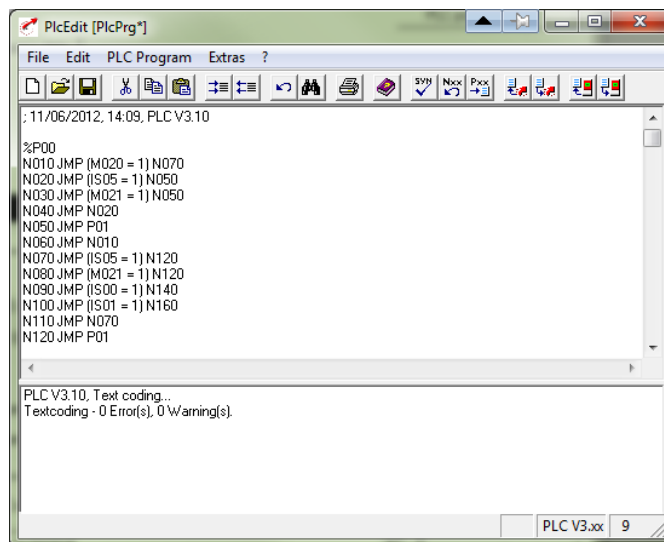 PlcEdit [PlcPrg*]
File Edit PLC Program Extras ?
SYN Nxx Pxx
; 11/06/2012, 14:09, PLC V3.10
%P00
N010 JMP (M020 = 1) N070
N020 JMP (IS05 = 1) N050
N030 JMP (M021 = 1) N050
N040 JMP N020
N050 JMP P01
N060 JMP N010
N070 JMP (IS05 = 1) N120
N080 JMP (M021 = 1) N120
N090 JMP (IS00 = 1) N140
N100 JMP (IS01 = 1) N160
N110 JMP N070
N120 JMP P01
PLC V3.10, Text coding...
Textcoding - 0 Error(s), 0 Warning(s).
PLC V3.xx 9